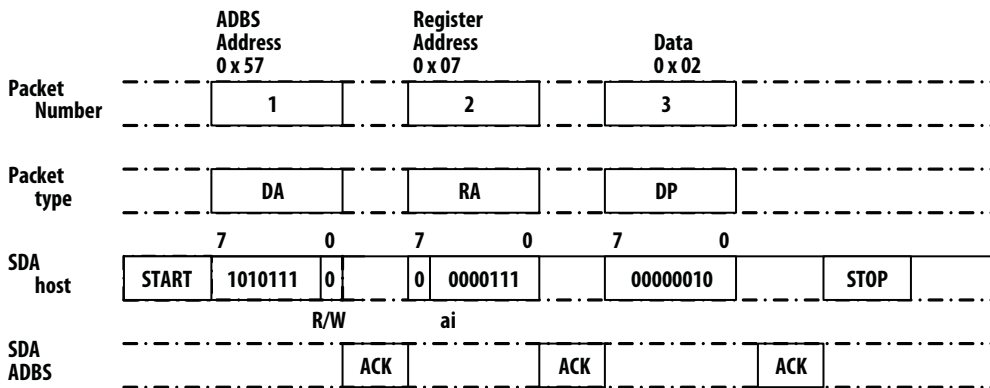 ADBS Address 0 x 57
Register Address 0 x 07
Data 0 x 02
Packet Number
1 2 3
Packet type
DA RA DP
7 0 7 0 7 0
SDA host
START 1010111 0 0 0000111 00000010 STOP
R/W ai
SDA ADBS
ACK ACK ACK